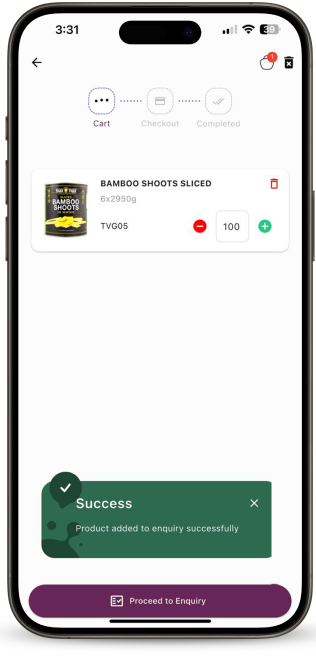 3:31
39
1
Cart
Checkout
Completed
BAMBOO SHOOTS SLICED
6x2950g
TVG05
100
BAMBOO
SHOOTS
Success
Product added to enquiry successfully
Proceed to Enquiry